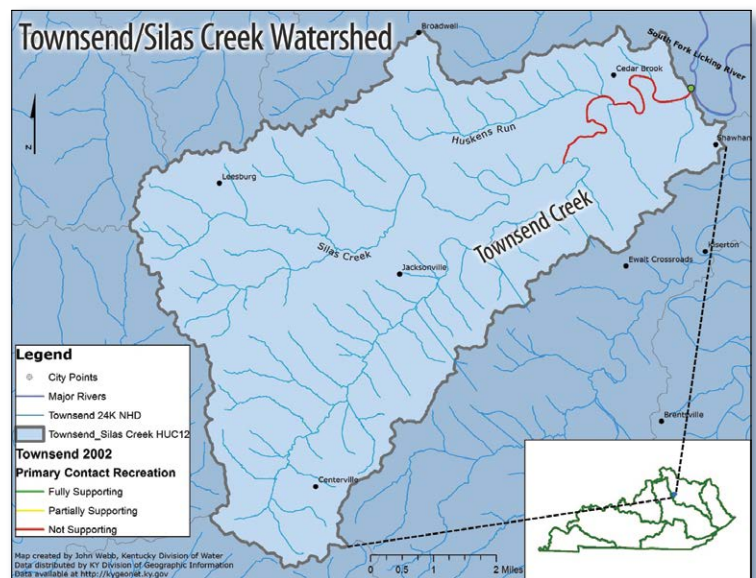 Townsend/Silas Creek Watershed
Broadwell
South Fork Licking River
Cedar Brook
Huskens Run
Shawhan
N
Leesburg
Townsend Creek
Silas Creek
Kiserton
Jacksonville
Ewalt Crossroads
Legend
City Points
Major Rivers
Townsend 24K NHD
Townsend_Silas Creek HUC12
Townsend 2002
Primary Contact Recreation
Fully Supporting
Partially Supporting
Not Supporting
Brentsville
Centerville
Map created by John Webb, Kentucky Division of Water
Data distributed by KY Division of Geographic Information
Data available at http://kygeonet.ky.gov
0 0.5 1 2 Miles